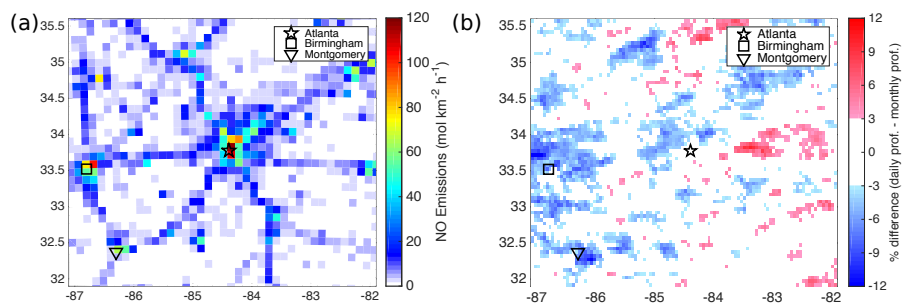 (a)
35.5
35
34.5
34
33.5
33
32.5
32
-87 -86 -85 -84 -83 -82
Atlanta
Birmingham
Montgomery
120
100
80
60
40
20
0
NO Emissions (mol km⁻² h⁻¹)
(b)
35.5
35
34.5
34
33.5
33
32.5
32
-87 -86 -85 -84 -83 -82
Atlanta
Birmingham
Montgomery
12
9
6
3
0
-3
-6
-9
-12
% difference (daily prof. - monthly prof.)